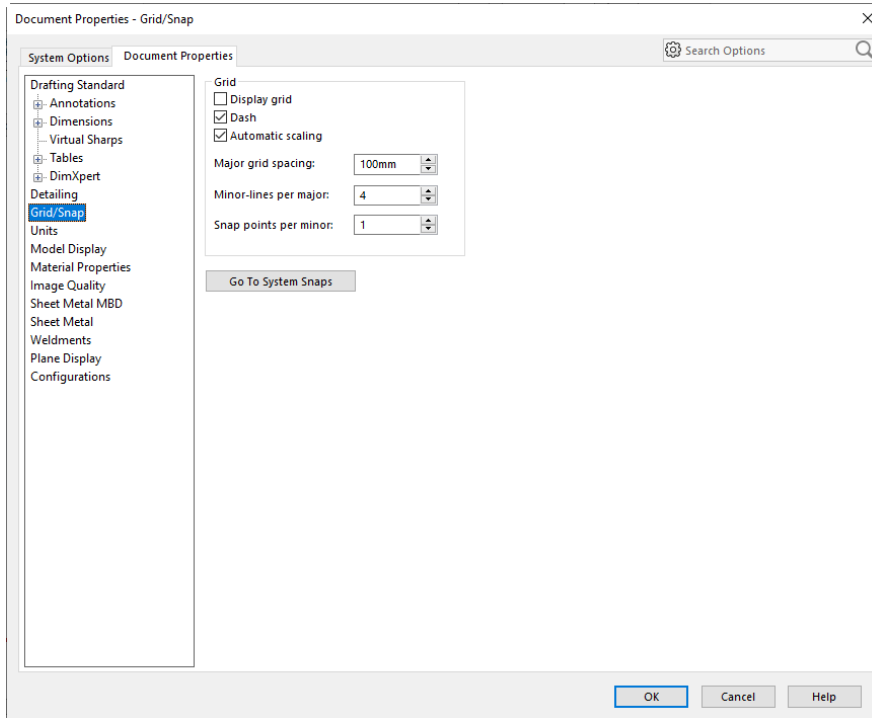 Document Properties - Grid/Snap
System Options
Document Properties
Search Options
Drafting Standard
Annotations
Dimensions
Virtual Sharps
Tables
DimXpert
Detailing
Grid/Snap
Units
Model Display
Material Properties
Image Quality
Sheet Metal MBD
Sheet Metal
Weldments
Plane Display
Configurations
Grid
Display grid
Dash
Automatic scaling
Major grid spacing: 100mm
Minor-lines per major: 4
Snap points per minor: 1
Go To System Snaps
OK Cancel Help